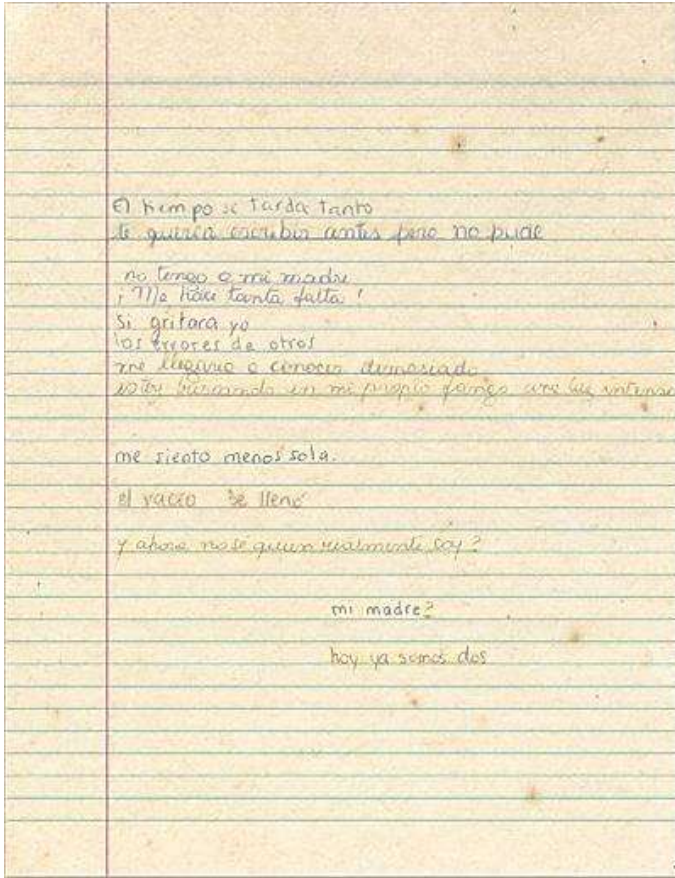 El tiempo se tarda tanto
te quería escribir antes pero no pude
no tengo a mi madre
¡Me hace tanta falta!
Si gritara yo
los errores de otros
me llegaría a conocer demasiado
estoy buscando en mi propio fango una luz intensa
me siento menos sola.
el vacío se llenó
y ahora no sé quien realmente soy?
mi madre?
hoy ya somos dos